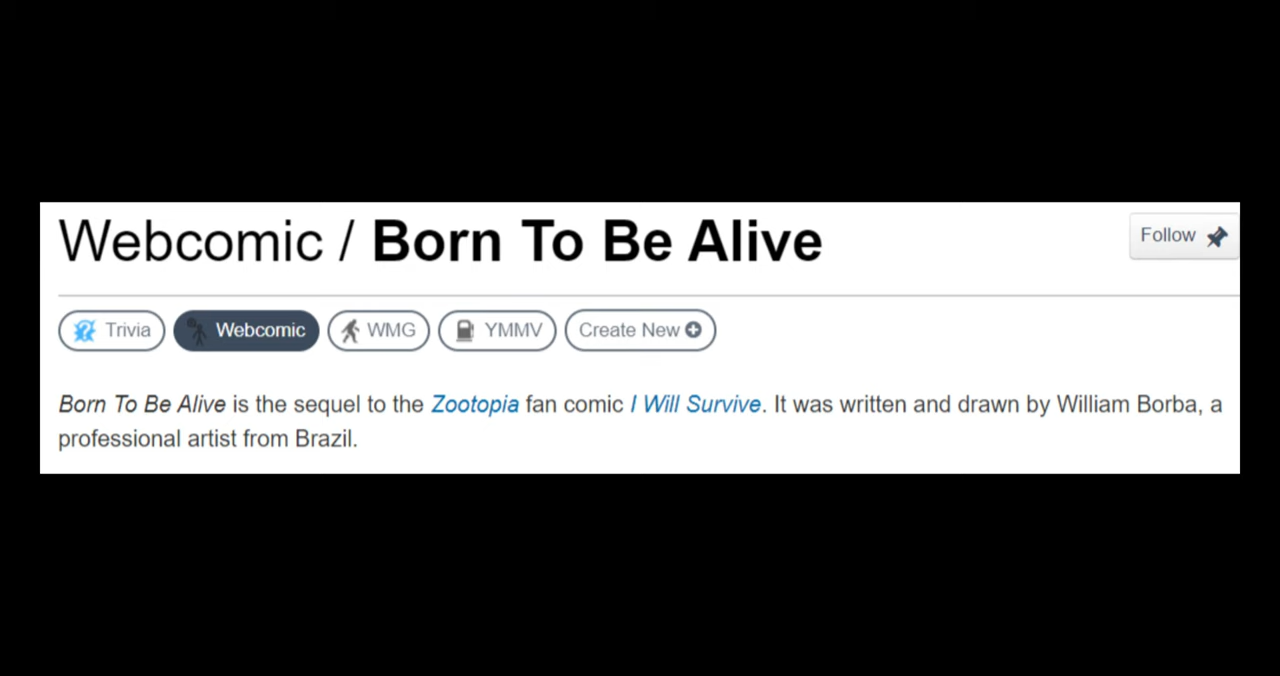 Webcomic / Born To Be Alive
Follow
Trivia Webcomic WMG YMMV Create New
Born To Be Alive is the sequel to the Zootopia fan comic I Will Survive. It was written and drawn by William Borba, a
professional artist from Brazil.